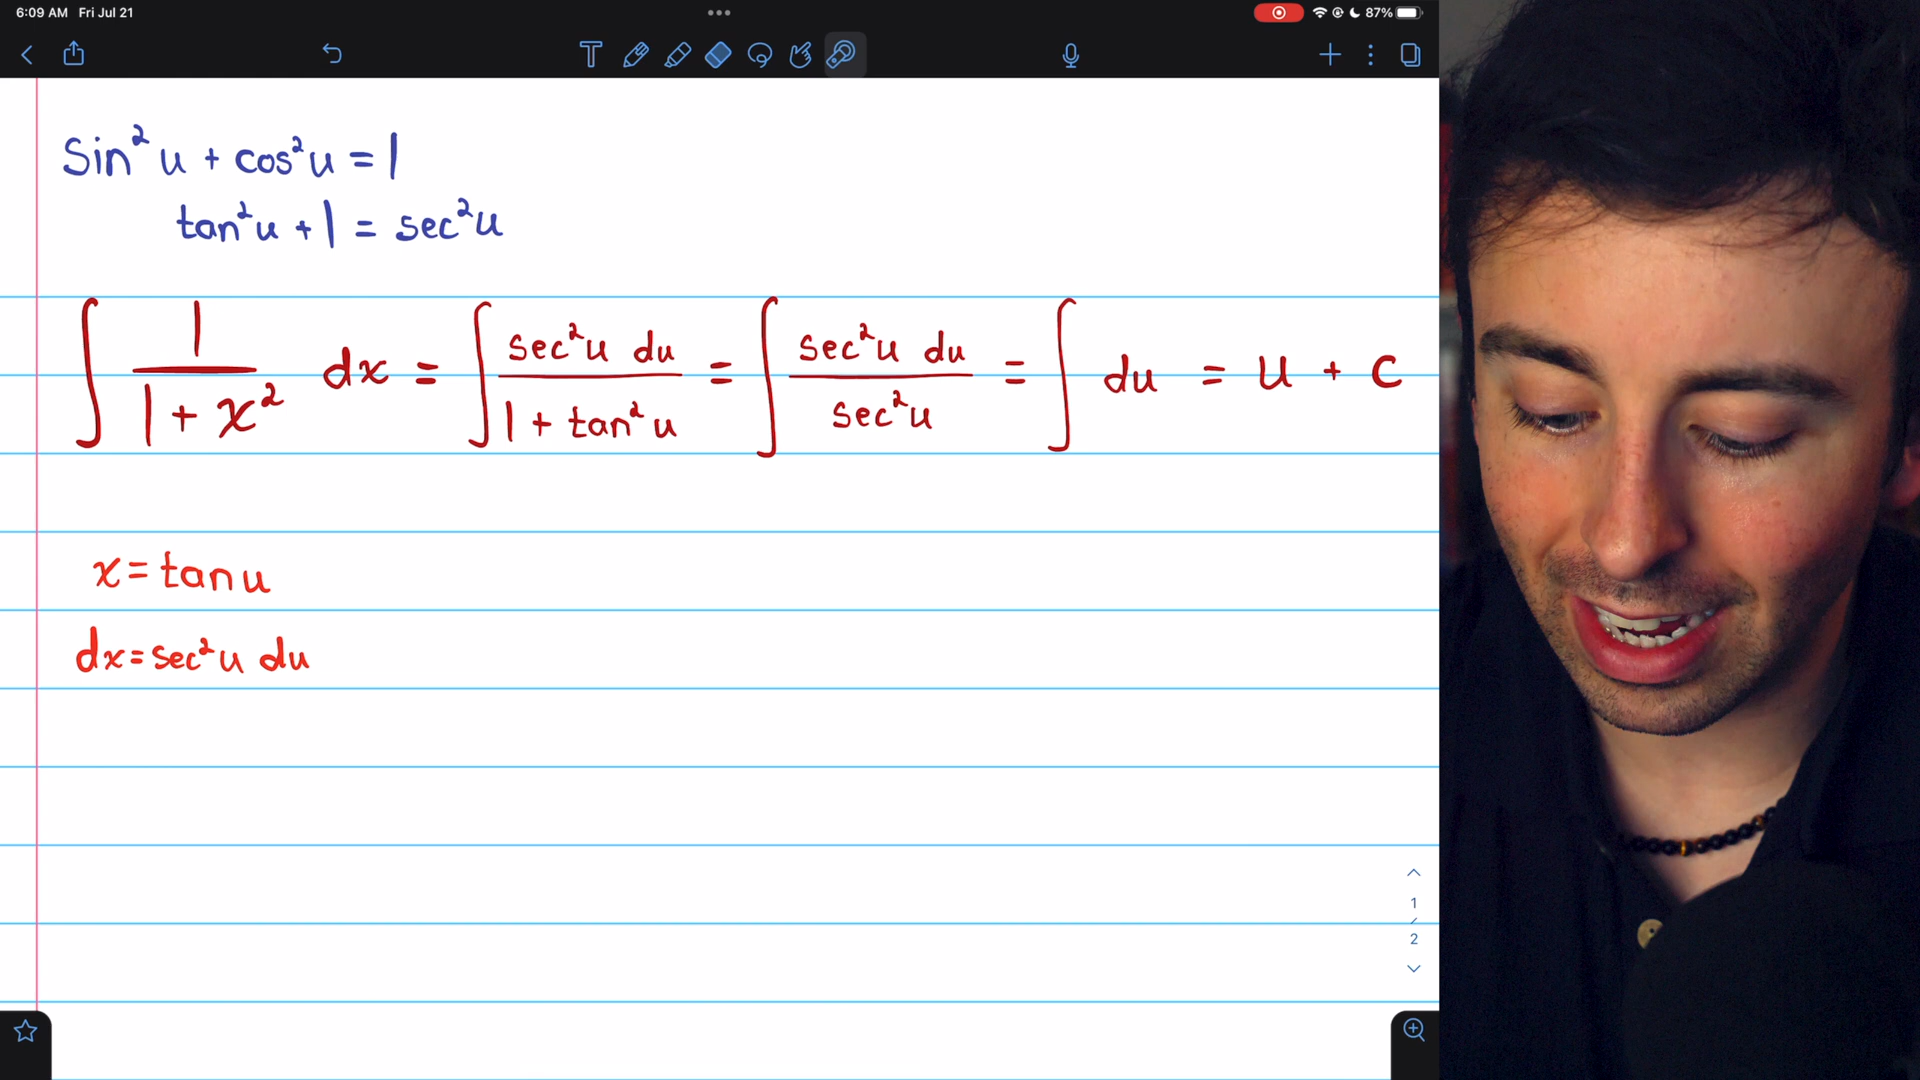 6:09 AM Fri Jul 21
87%
Sin² u + cos²u = 1
tan²u + 1 = sec²u
∫ 1/(1 + x²) dx = ∫ sec²u du/(1 + tan²u) = ∫ sec²u du/sec²u = ∫ du = u + c
x = tan u
dx = sec²u du
1
/
2